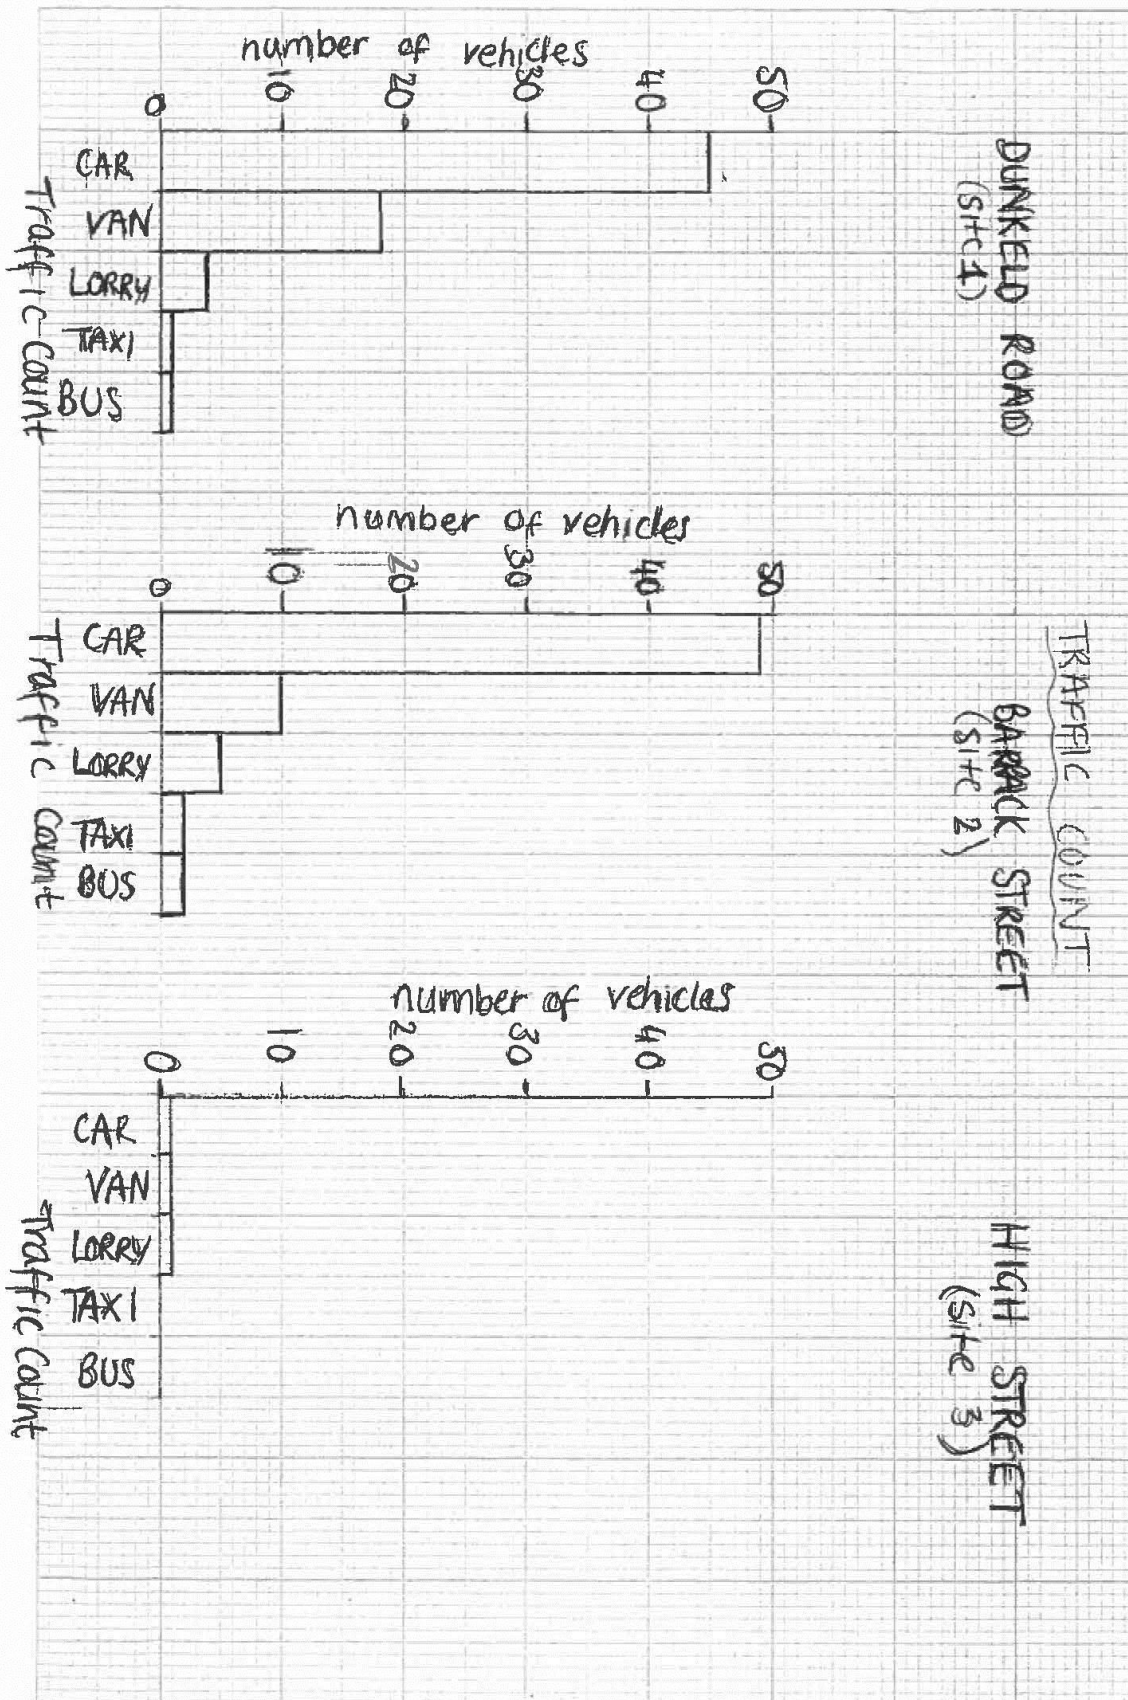 TRAFFIC COUNT
DUNKELD ROAD
(site 1)
number of vehicles
0 10 20 30 40 50
CAR
VAN
LORRY
TAXI
BUS
Traffic Count
BARRACK STREET
(site 2)
number of vehicles
0 10 20 30 40 50
CAR
VAN
LORRY
TAXI
BUS
Traffic Count
HIGH STREET
(site 3)
number of vehicles
0 10 20 30 40 50
CAR
VAN
LORRY
TAXI
BUS
Traffic Count